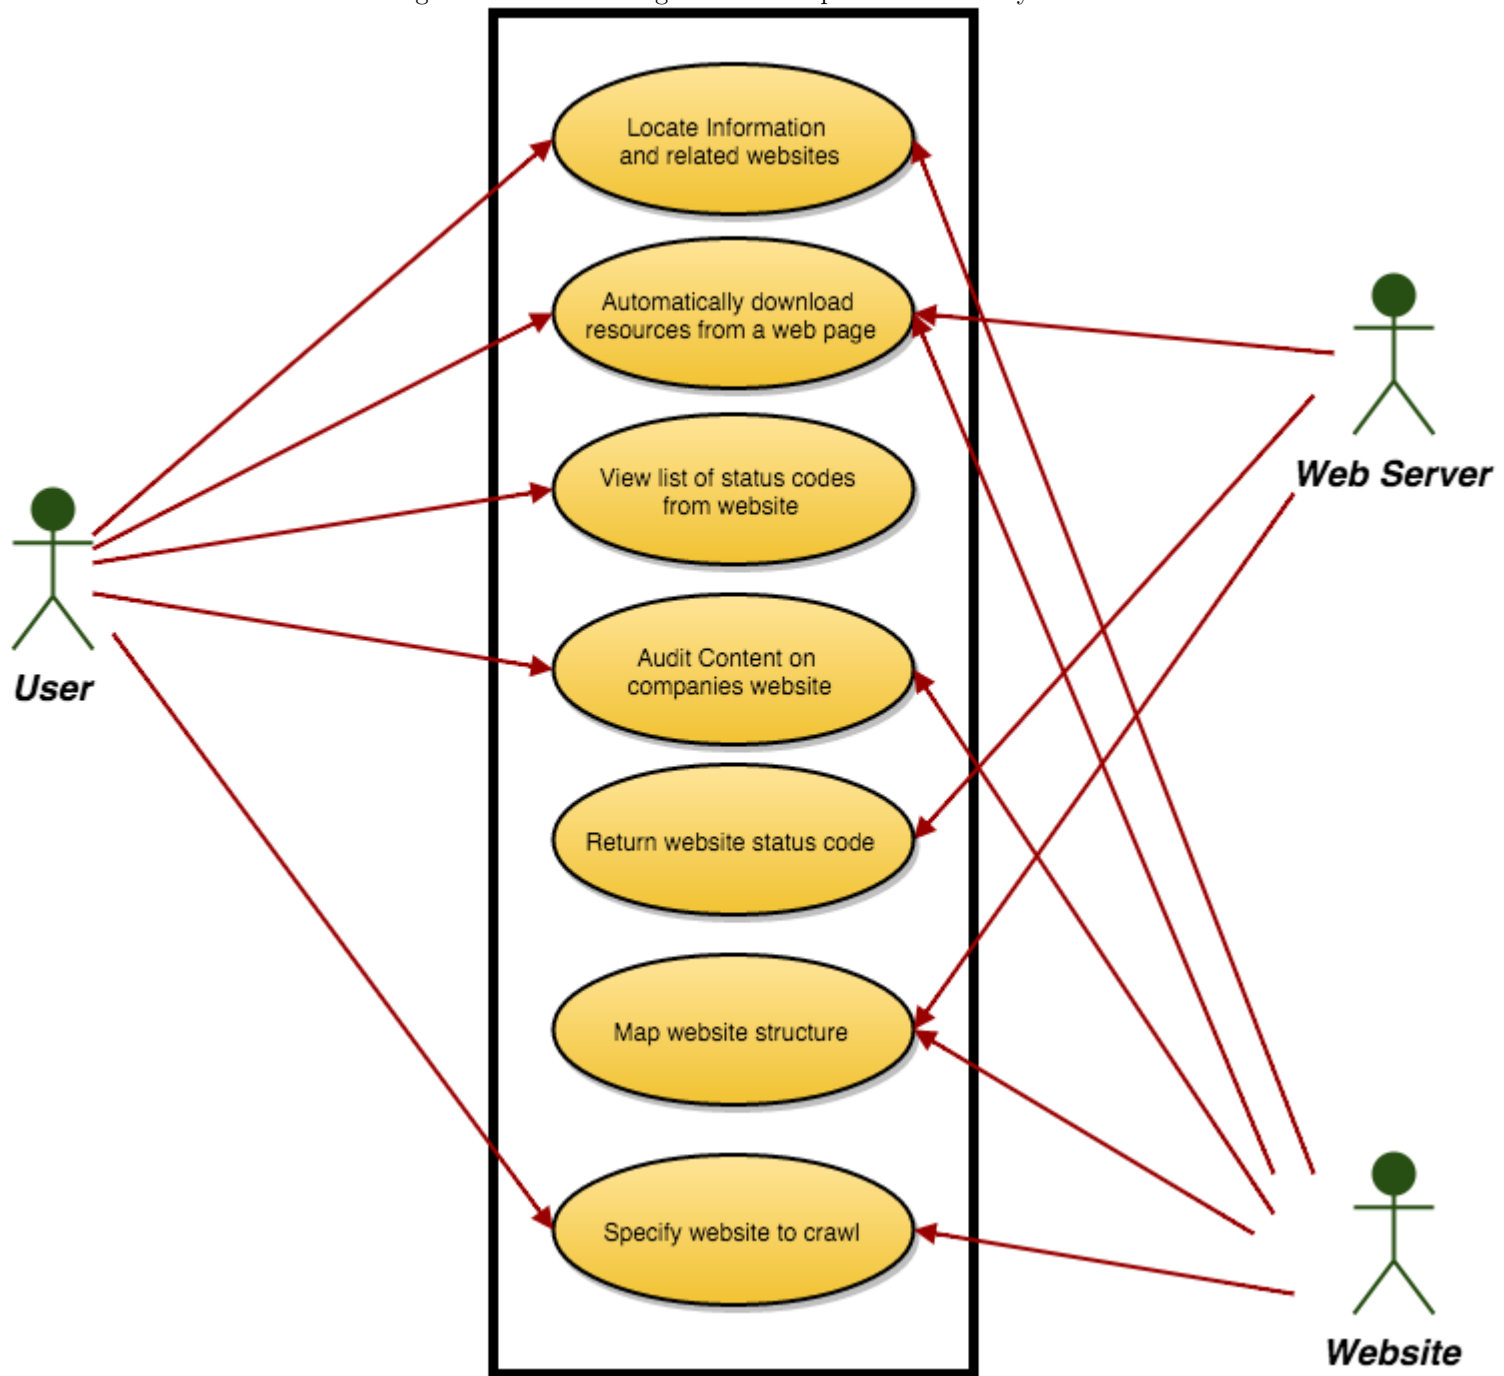 Locate Information
and related websites
Automatically download
resources from a web page
View list of status codes
from website
Web Server
User
Audit Content on
companies website
Return website status code
Map website structure
Specify website to crawl
Website